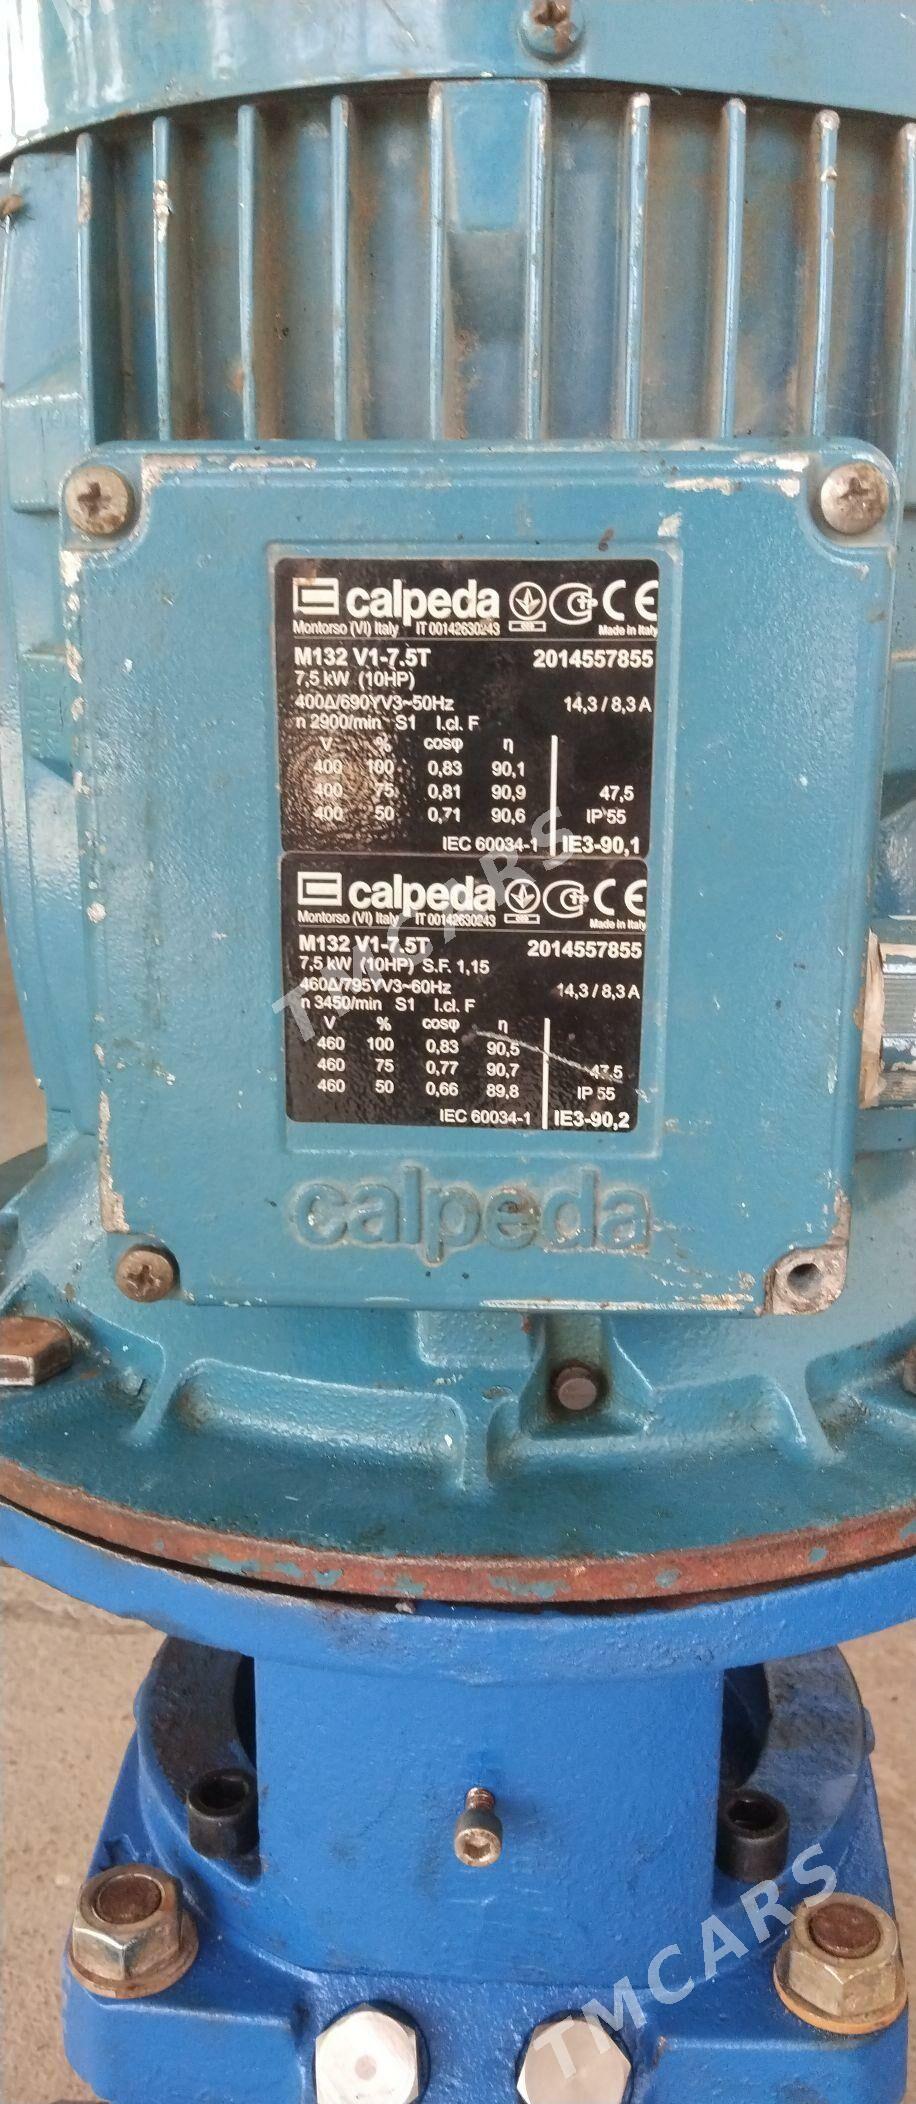 calpeda CE
Montorso (VI) Italy IT 00142630243 Made in Italy
M132 V1-7.5T 2014557855
7,5 kW (10HP)
400Δ/690YV3~50Hz 14,3 / 8,3 A
n 2900/min S1 I.cl. F
V % cosφ η
400 100 0,83 90,1
400 75 0,81 90,9 47,5
400 50 0,71 90,6 IP 55
IEC 60034-1 IE3-90,1
calpeda CE
Montorso (VI) Italy IT 00142630243 Made in Italy
M132 V1-7.5T 2014557855
7,5 kW (10HP) S.F. 1,15
460Δ/795YV3~60Hz 14,3 / 8,3 A
n 3450/min S1 I.cl. F
V % cosφ η
460 100 0,83 90,5
460 75 0,77 90,7 47,5
460 50 0,66 89,8 IP 55
IEC 60034-1 IE3-90,2
calpeda
TMCARS
TMCARS